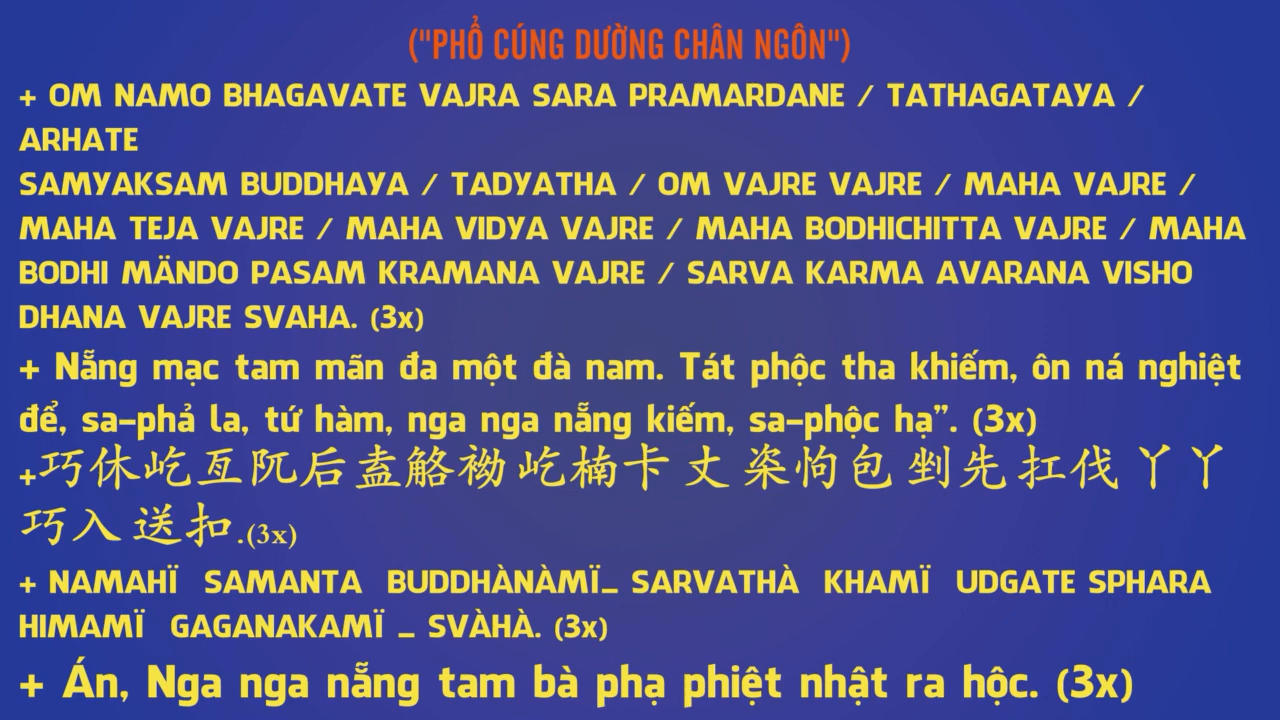 ("PHỔ CÚNG DƯỜNG CHÂN NGÔN")
+ OM NAMO BHAGAVATE VAJRA SARA PRAMARDANE / TATHAGATAYA /
ARHATE
SAMYAKSAM BUDDHAYA / TADYATHA / OM VAJRE VAJRE / MAHA VAJRE /
MAHA TEJA VAJRE / MAHA VIDYA VAJRE / MAHA BODHICHITTA VAJRE / MAHA
BODHI MÄNDO PASAM KRAMANA VAJRE / SARVA KARMA AVARANA VISHO
DHANA VAJRE SVAHA. (3x)
+ Nẵng mạc tam mãn đa một đà nam. Tát phộc tha khiếm, ôn ná nghiệt
để, sa-phả la, tứ hàm, nga nga nẵng kiếm, sa-phộc hạ”. (3x)
+巧休屹亙阢后盍觡袎屹楠卡丈姿怐包剉先扛伐丫丫
巧入送扣.(3x)
+ NAMAHÏ SAMANTA BUDDHÀNÀMÏ_ SARVATHÀ KHAMÏ UDGATE SPHARA
HIMAMÏ GAGANAKAMÏ _ SVÀHÀ. (3x)
+ Án, Nga nga nẵng tam bà phạ phiệt nhật ra hộc. (3x)